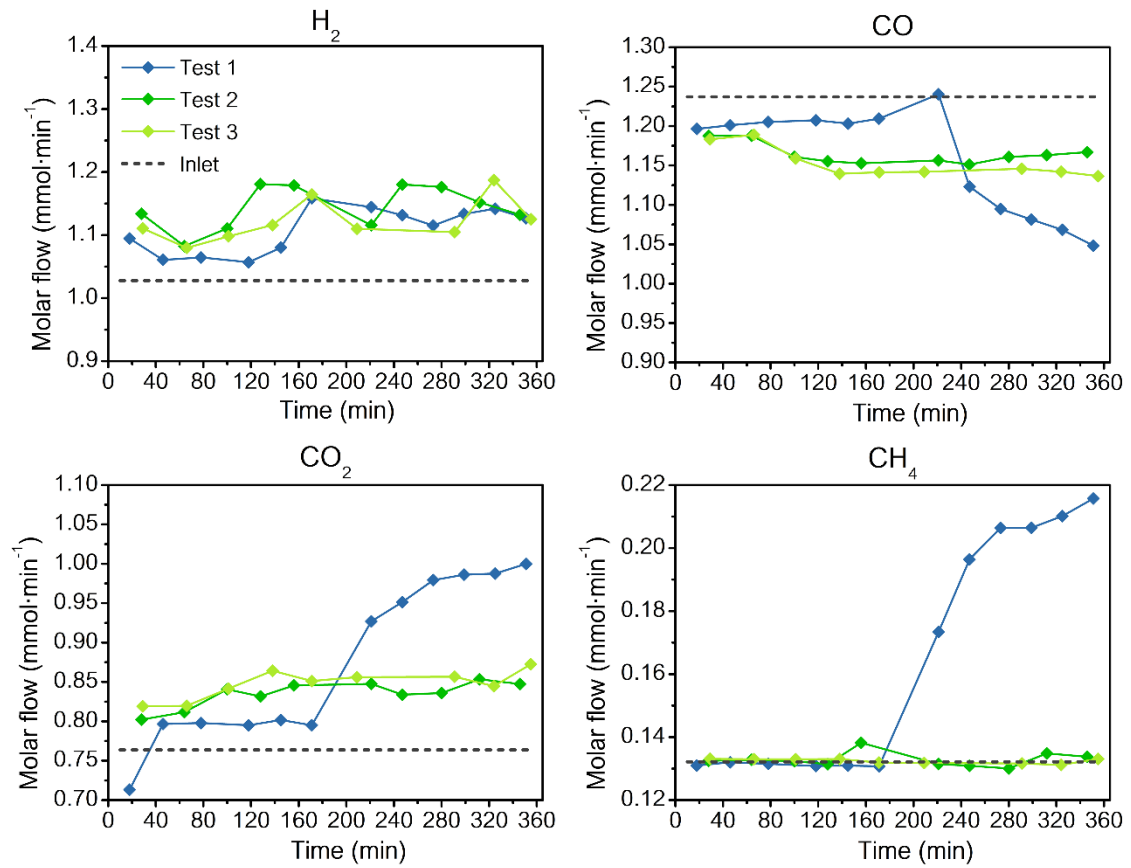 H₂
1.4
1.3
1.2
1.1
1.0
0.9
Molar flow (mmol·min⁻¹)
Test 1
Test 2
Test 3
Inlet
0 40 80 120 160 200 240 280 320 360
Time (min)
CO
1.30
1.25
1.20
1.15
1.10
1.05
1.00
0.95
0.90
Molar flow (mmol·min⁻¹)
0 40 80 120 160 200 240 280 320 360
Time (min)
CO₂
1.10
1.05
1.00
0.95
0.90
0.85
0.80
0.75
0.70
Molar flow (mmol·min⁻¹)
0 40 80 120 160 200 240 280 320 360
Time (min)
CH₄
0.22
0.20
0.18
0.16
0.14
0.12
Molar flow (mmol·min⁻¹)
0 40 80 120 160 200 240 280 320 360
Time (min)